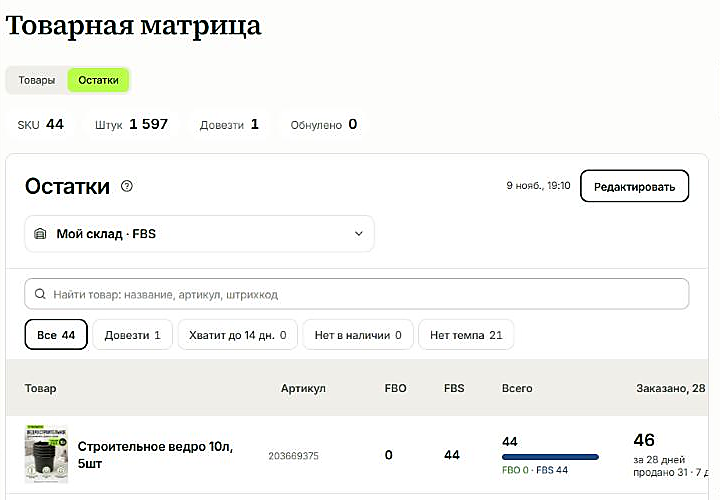 Товарная матрица
Товары Остатки
SKU 44 Штук 1 597 Довезти 1 Обнулено 0
Остатки 9 нояб., 19:10 Редактировать
Мой склад · FBS
Найти товар: название, артикул, штрихкод
Все 44 Довезти 1 Хватит до 14 дн. 0 Нет в наличии 0 Нет темпа 21
Товар Артикул FBO FBS Всего Заказано, 28
Строительное ведро 10л, 5шт
203669375
0
44
44
FBO 0 · FBS 44
46
за 28 дней
продано 31 · 7 д